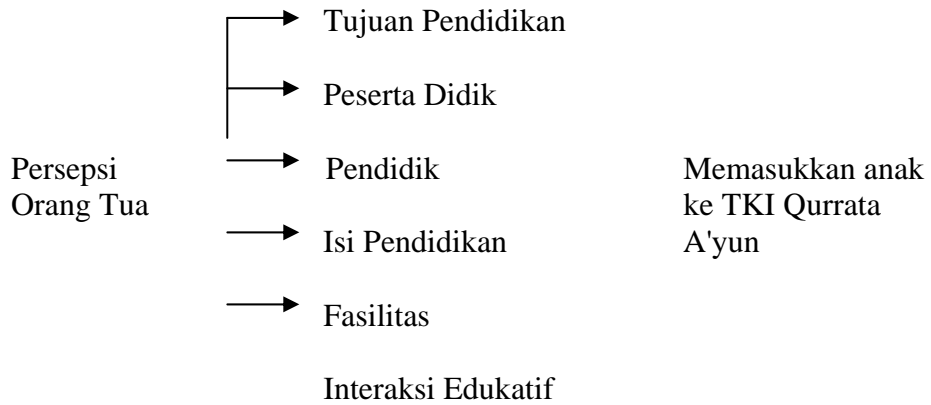 Tujuan Pendidikan
Peserta Didik
Persepsi
Orang Tua
Pendidik
Isi Pendidikan
Fasilitas
Interaksi Edukatif
Memasukkan anak
ke TKI Qurrata
A'yun